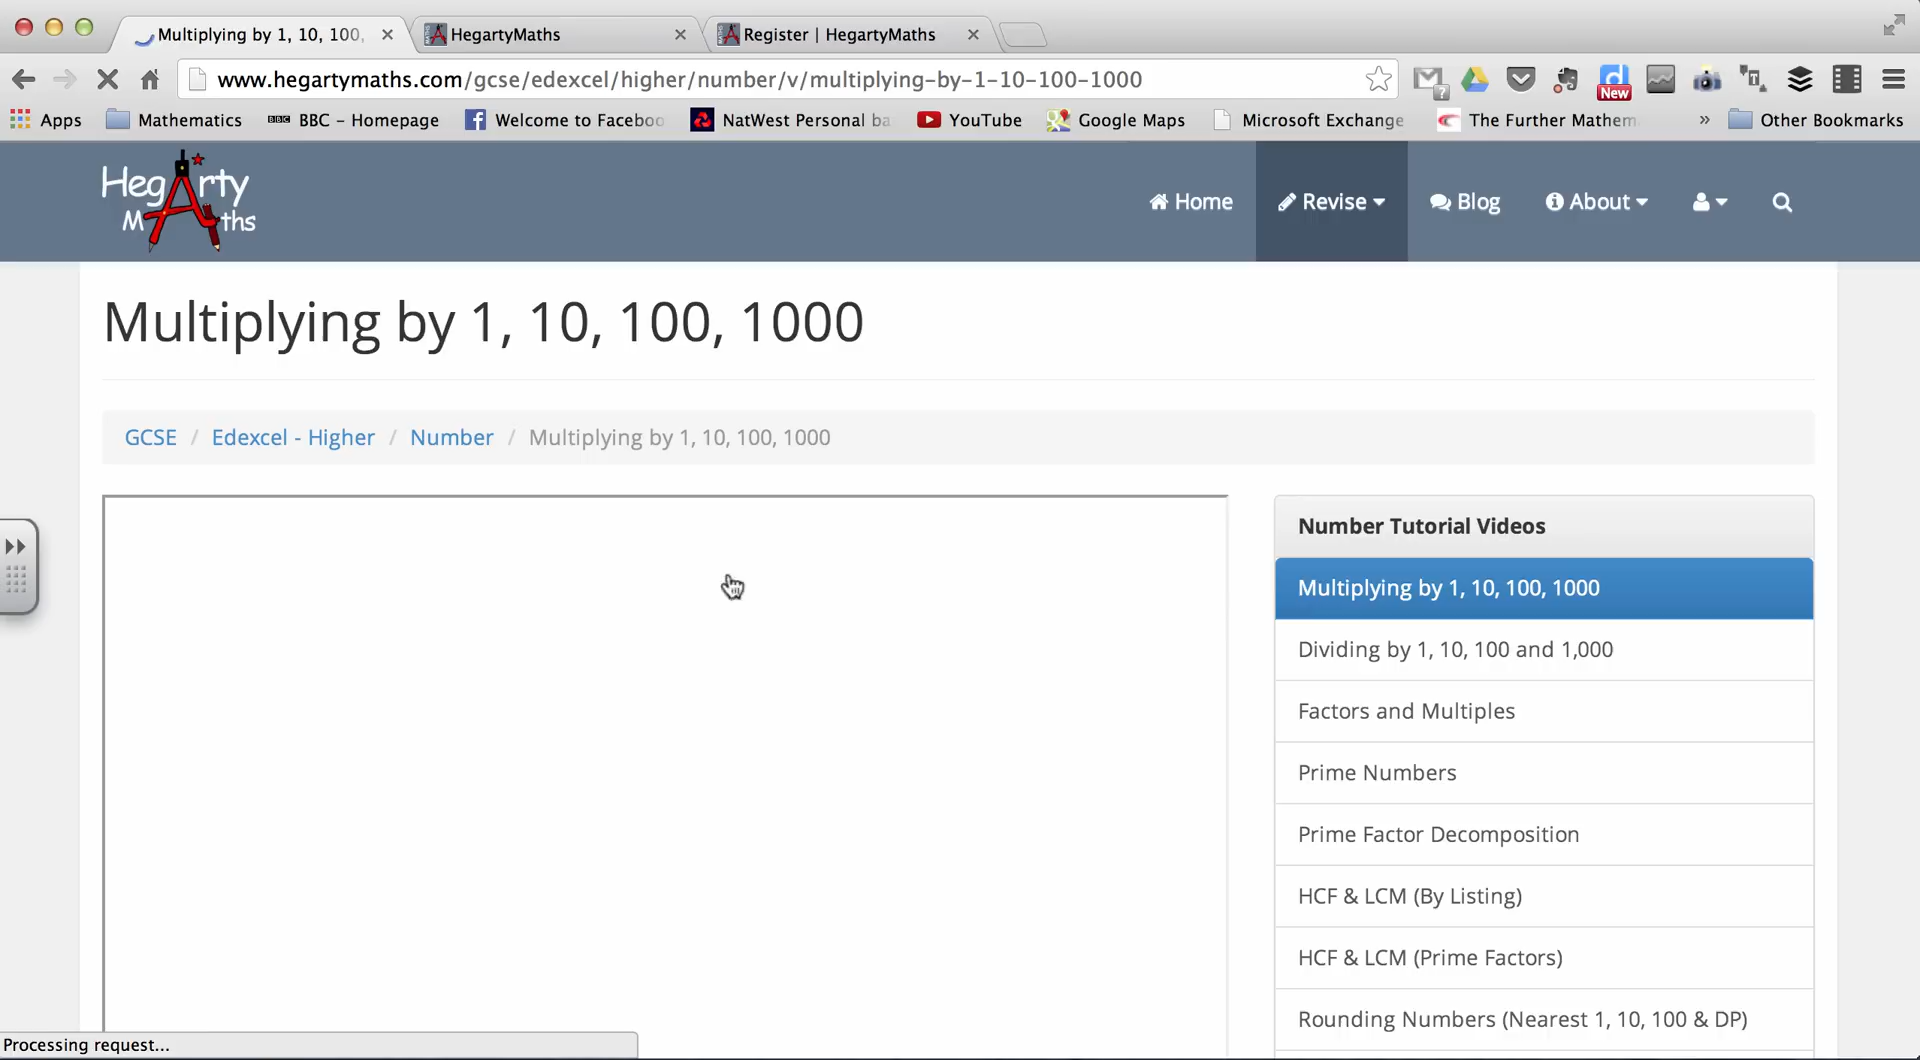 Multiplying by 1, 10, 100,
HegartyMaths
Register | HegartyMaths
www.hegartymaths.com/gcse/edexcel/higher/number/v/multiplying-by-1-10-100-1000
New
Apps
Mathematics
BBC BBC – Homepage
Welcome to Faceboo
NatWest Personal ba
YouTube
Google Maps
Microsoft Exchange
The Further Mathem
»
Other Bookmarks
HegArty
MAths
Home
Revise
Blog
About
Multiplying by 1, 10, 100, 1000
GCSE / Edexcel - Higher / Number / Multiplying by 1, 10, 100, 1000
Number Tutorial Videos
Multiplying by 1, 10, 100, 1000
Dividing by 1, 10, 100 and 1,000
Factors and Multiples
Prime Numbers
Prime Factor Decomposition
HCF & LCM (By Listing)
HCF & LCM (Prime Factors)
Rounding Numbers (Nearest 1, 10, 100 & DP)
Processing request...